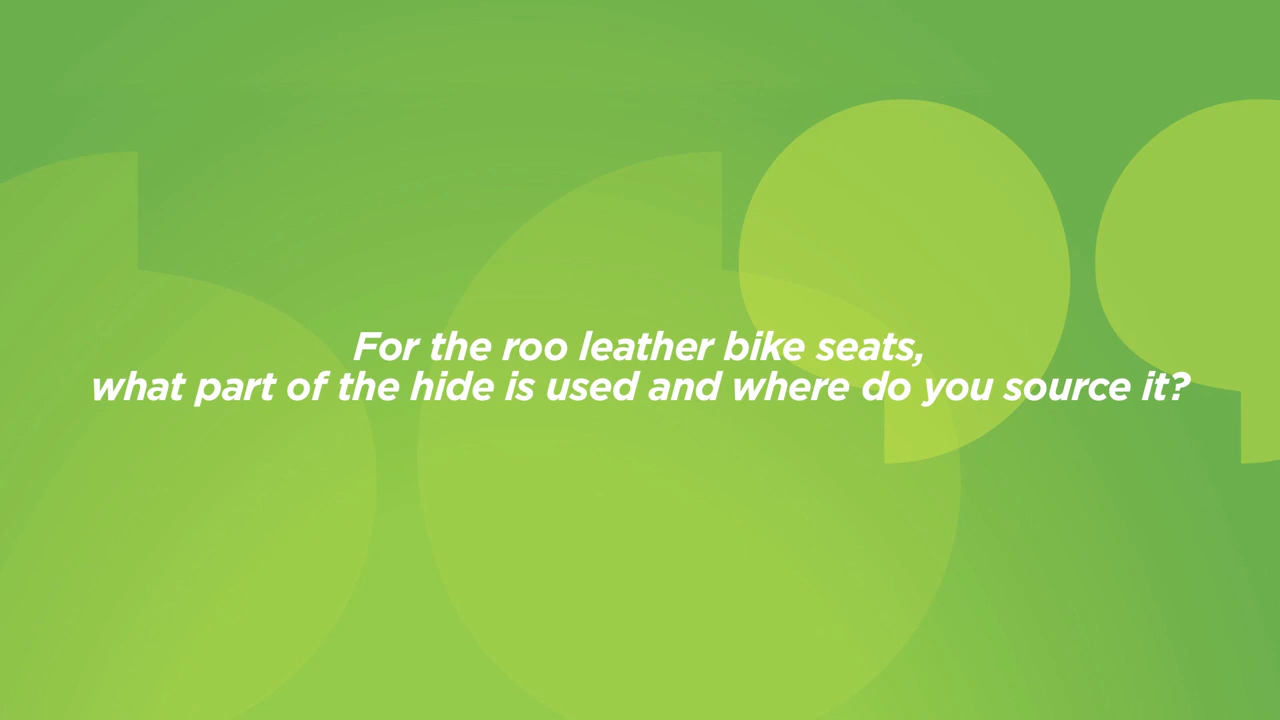 For the roo leather bike seats,
what part of the hide is used and where do you source it?